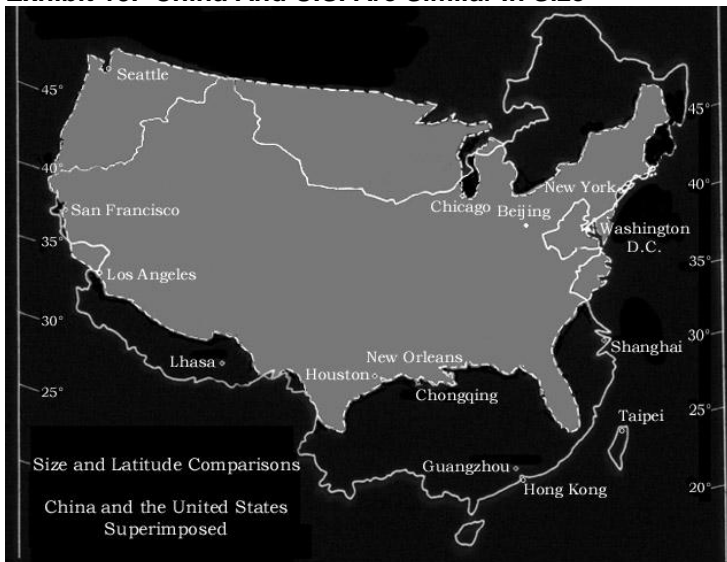 Exhibit 10: China And U.S. Are Similar In Size
Seattle
45°
45°
40°
40°
New York
Chicago
Beijing
San Francisco
Washington
D.C.
35°
35°
Los Angeles
30°
30°
Shanghai
New Orleans
Lhasa
Houston
25°
25°
Chongqing
Taipei
Size and Latitude Comparisons
Guangzhou
Hong Kong
20°
China and the United States
Superimposed